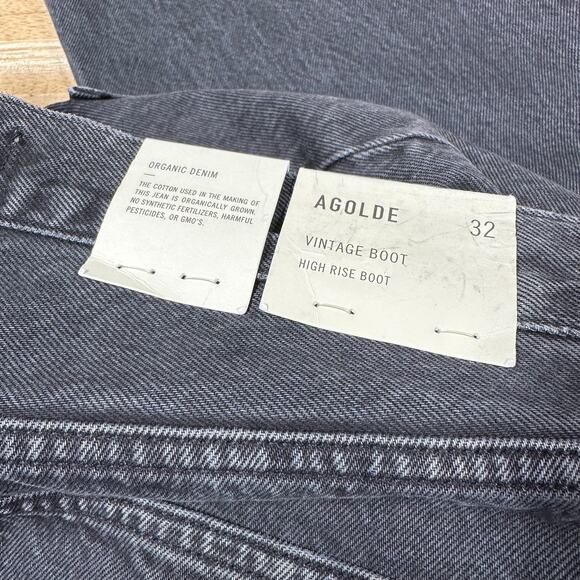 ORGANIC DENIM
—
THE COTTON USED IN THE MAKING OF
THIS JEAN IS ORGANICALLY GROWN.
NO SYNTHETIC FERTILIZERS, HARMFUL
PESTICIDES, OR GMO'S.
AGOLDE 32
VINTAGE BOOT
HIGH RISE BOOT